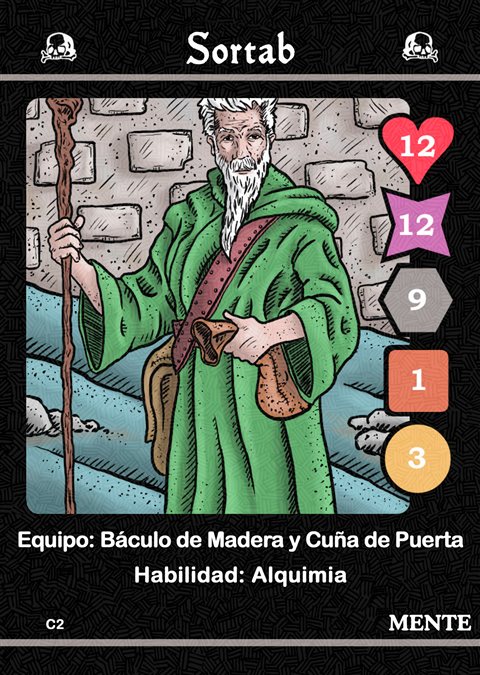 Sortab
12
12
9
1
3
Equipo: Báculo de Madera y Cuña de Puerta
Habilidad: Alquimia
C2
MENTE